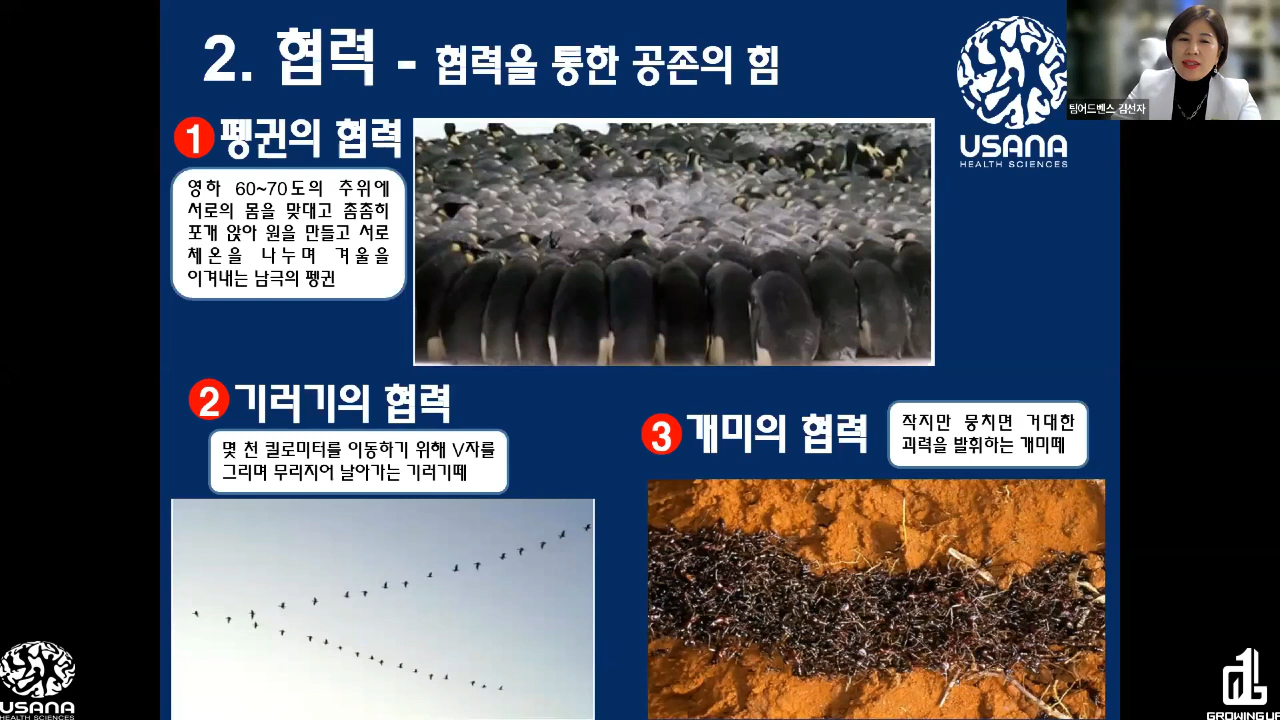 2. 협력 - 협력을 통한 공존의 힘
USANA
HEALTH SCIENCES
팀어드벤스 김선자
1 펭귄의 협력
영하 60~70도의 추위에
서로의 몸을 맞대고 촘촘히
포개 앉아 원을 만들고 서로
체온을 나누며 겨울을
이겨내는 남극의 펭귄
2 기러기의 협력
몇 천 킬로미터를 이동하기 위해 V자를
그리며 무리지어 날아가는 기러기떼
3 개미의 협력
작지만 뭉치면 거대한
괴력을 발휘하는 개미떼
USANA
HEALTH SCIENCES
GROWINGUP